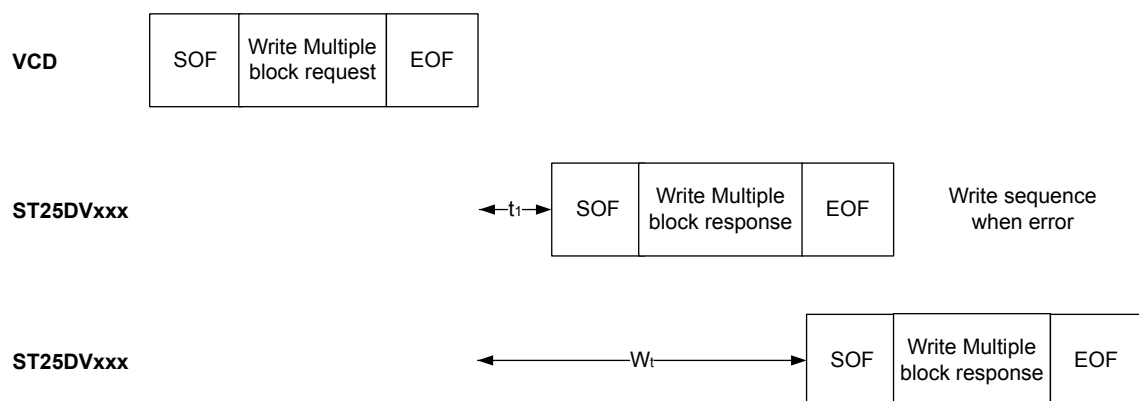 VCD
SOF
Write Multiple
block request
EOF
ST25DVxxx
t1
SOF
Write Multiple
block response
EOF
Write sequence
when error
ST25DVxxx
Wt
SOF
Write Multiple
block response
EOF